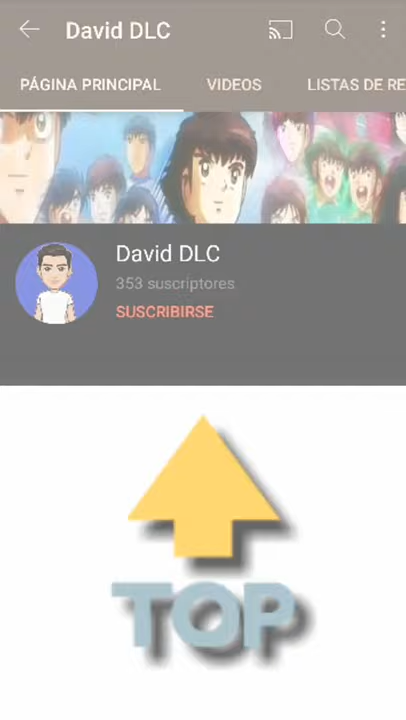 David DLC
PÁGINA PRINCIPAL VIDEOS LISTAS DE RE
David DLC
353 suscriptores
SUSCRIBIRSE
TOP